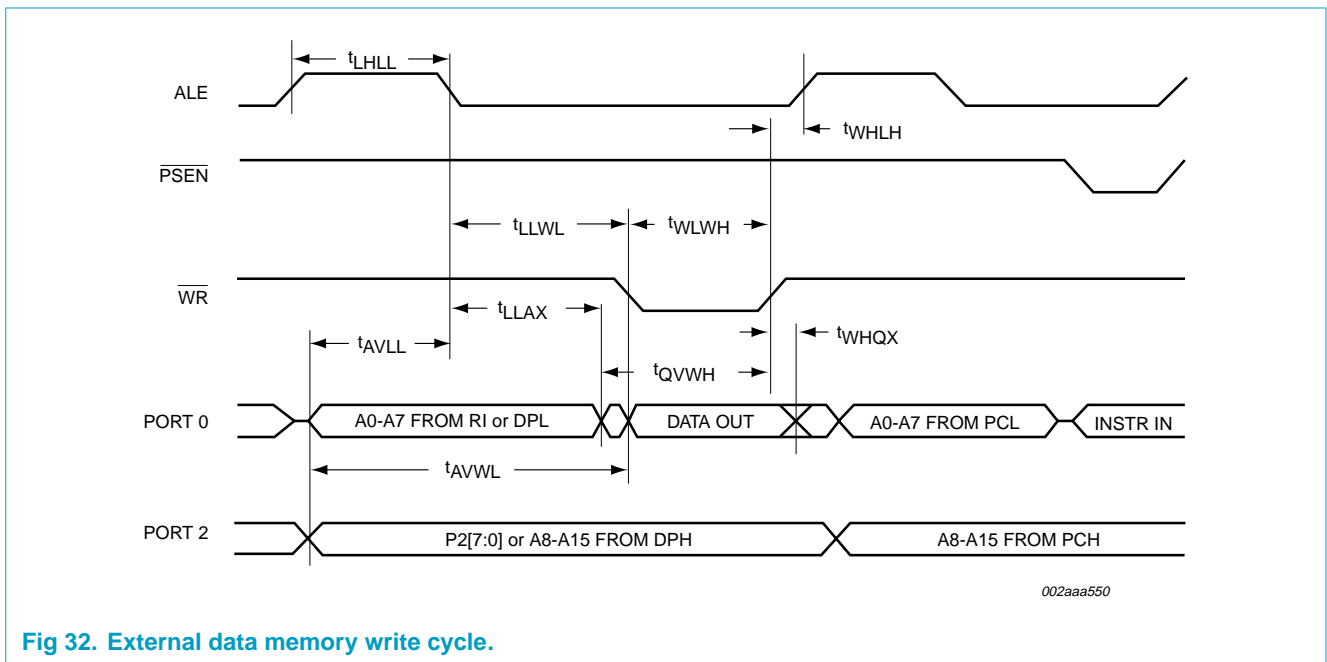 tLHLL
ALE
tWHLH
PSEN
tLLWL
tWLWH
WR
tLLAX
tWHQX
tAVLL
tQVWH
PORT 0
A0-A7 FROM RI or DPL
DATA OUT
A0-A7 FROM PCL
INSTR IN
tAVWL
PORT 2
P2[7:0] or A8-A15 FROM DPH
A8-A15 FROM PCH
002aaa550
Fig 32. External data memory write cycle.